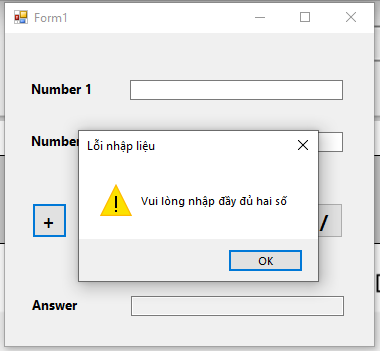 Form1
Number 1
Number
Lỗi nhập liệu
Vui lòng nhập đầy đủ hai số
+
/
OK
Answer